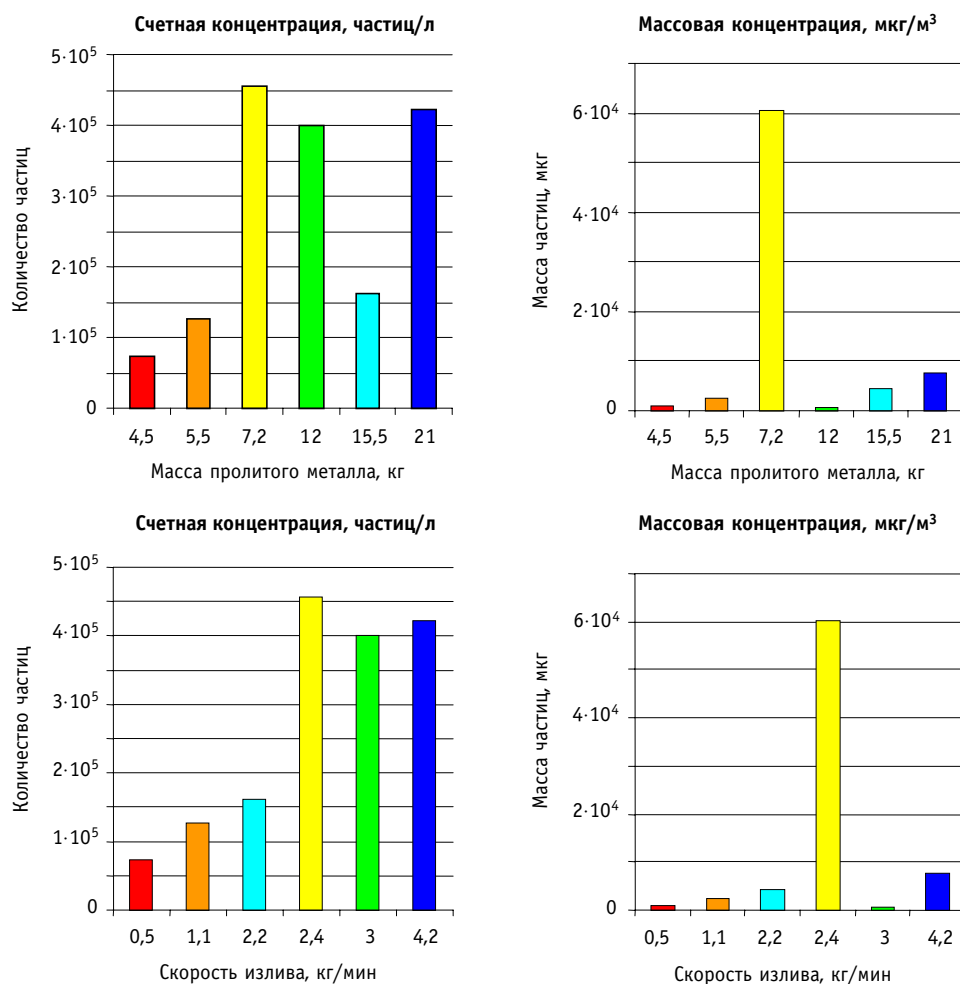 Счетная концентрация, частиц/л
Количество частиц
5·10⁵
4·10⁵
3·10⁵
2·10⁵
1·10⁵
0
4,5 5,5 7,2 12 15,5 21
Масса пролитого металла, кг
Массовая концентрация, мкг/м³
Масса частиц, мкг
6·10⁴
4·10⁴
2·10⁴
0
4,5 5,5 7,2 12 15,5 21
Масса пролитого металла, кг
Счетная концентрация, частиц/л
Количество частиц
5·10⁵
4·10⁵
3·10⁵
2·10⁵
1·10⁵
0
0,5 1,1 2,2 2,4 3 4,2
Скорость излива, кг/мин
Массовая концентрация, мкг/м³
Масса частиц, мкг
6·10⁴
4·10⁴
2·10⁴
0
0,5 1,1 2,2 2,4 3 4,2
Скорость излива, кг/мин